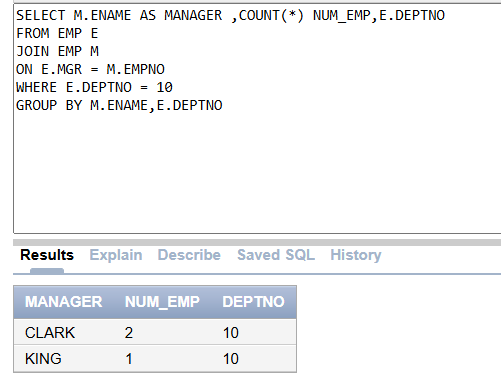 SELECT M.ENAME AS MANAGER ,COUNT(*) NUM_EMP,E.DEPTNO
FROM EMP E
JOIN EMP M
ON E.MGR = M.EMPNO
WHERE E.DEPTNO = 10
GROUP BY M.ENAME,E.DEPTNO
Results Explain Describe Saved SQL History
MANAGER NUM_EMP DEPTNO
CLARK 2 10
KING 1 10